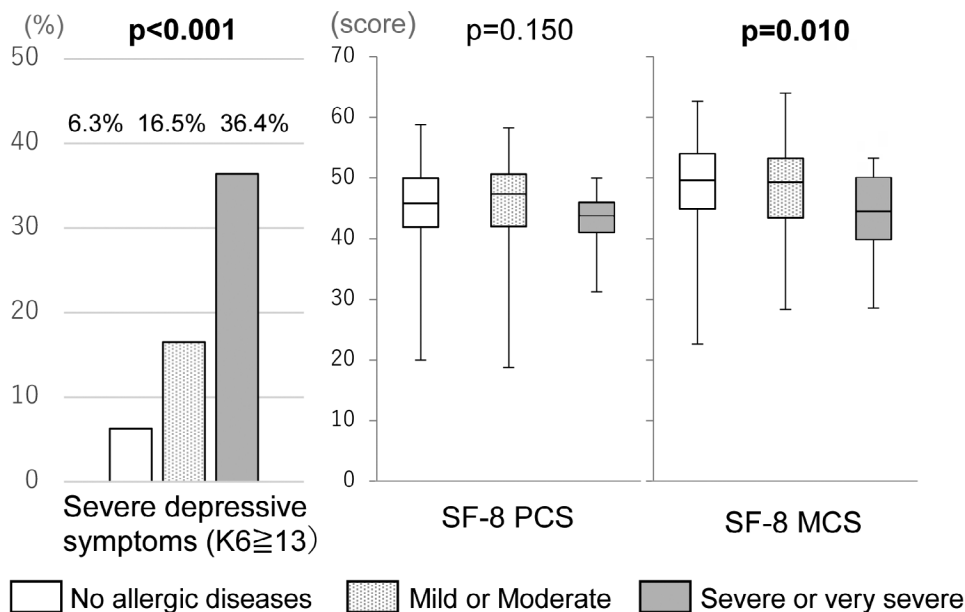 (%)
p<0.001
50
40
30
20
10
0
6.3% 16.5% 36.4%
Severe depressive
symptoms (K6≧13）
(score)
p=0.150
70
60
50
40
30
20
10
0
SF-8 PCS
p=0.010
SF-8 MCS
No allergic diseases
Mild or Moderate
Severe or very severe